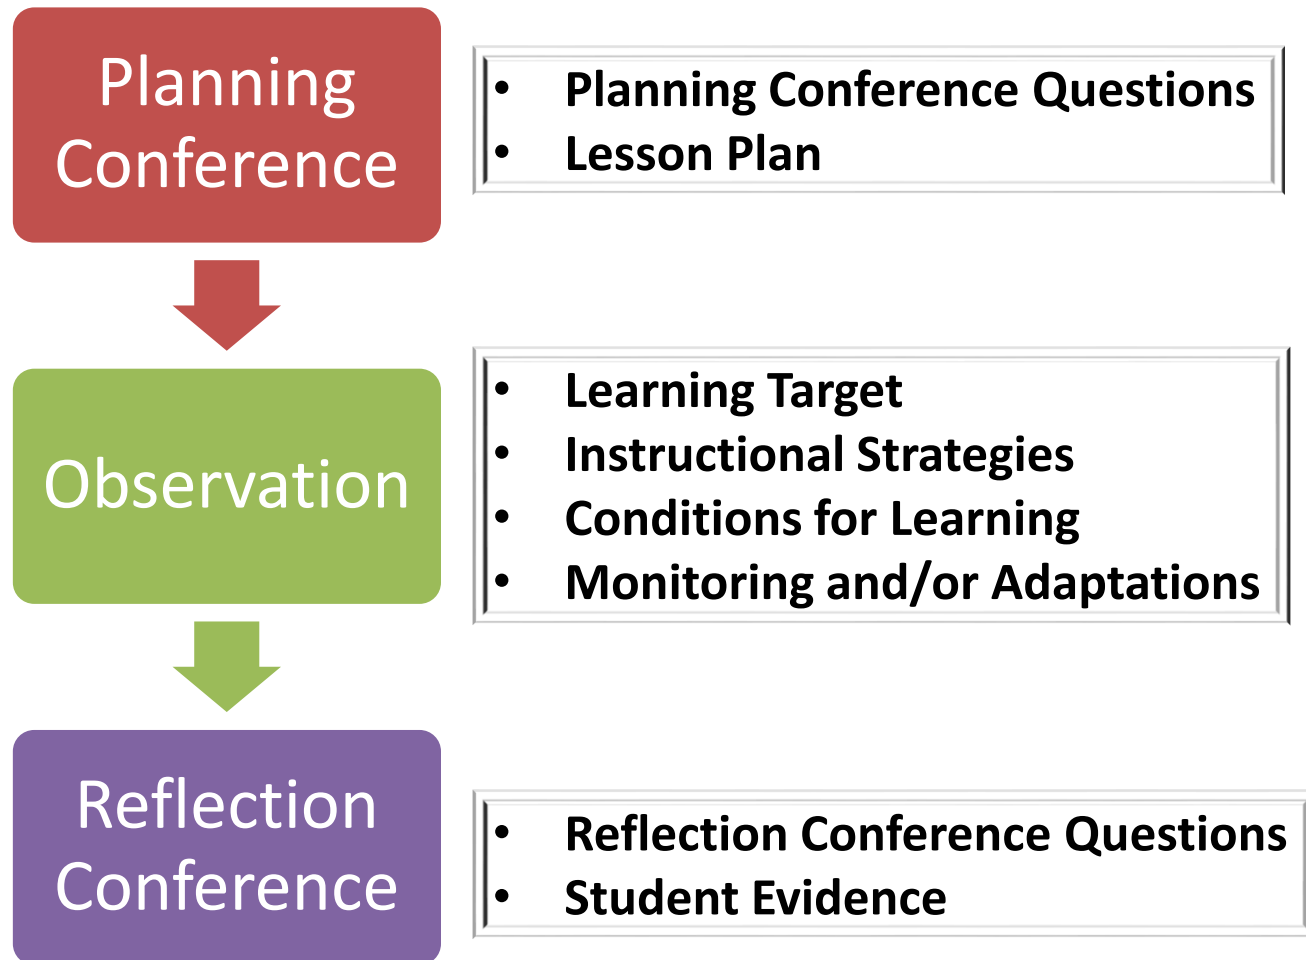 Planning
Conference
• Planning Conference Questions
• Lesson Plan
Observation
• Learning Target
• Instructional Strategies
• Conditions for Learning
• Monitoring and/or Adaptations
Reflection
Conference
• Reflection Conference Questions
• Student Evidence